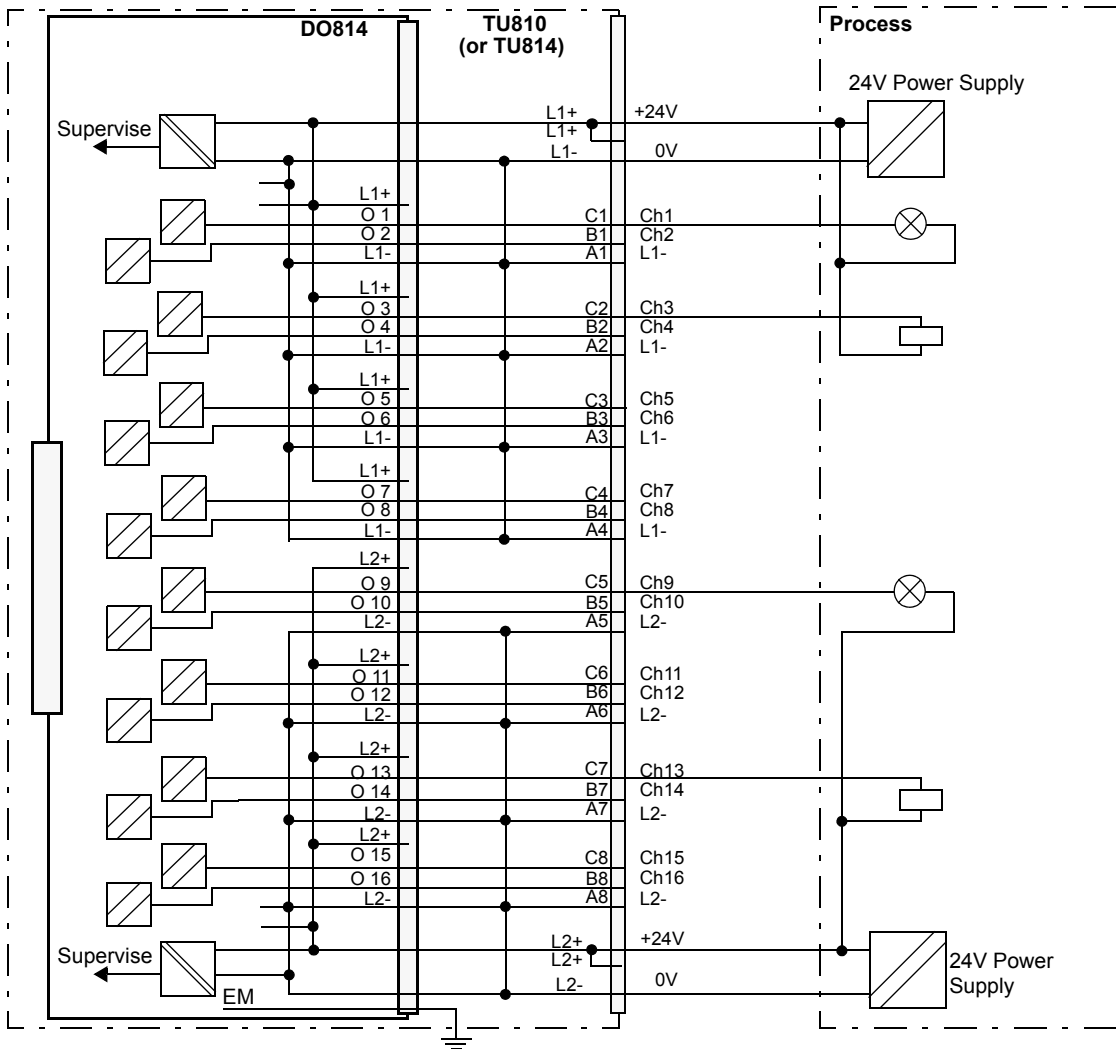 DO814
TU810
(or TU814)
Process
24V Power Supply
Supervise
L1+ +24V
L1+
L1- 0V
L1+
O 1 C1 Ch1
O 2 B1 Ch2
L1- A1 L1-
L1+
O 3 C2 Ch3
O 4 B2 Ch4
L1- A2 L1-
L1+
O 5 C3 Ch5
O 6 B3 Ch6
L1- A3 L1-
L1+
O 7 C4 Ch7
O 8 B4 Ch8
L1- A4 L1-
L2+
O 9 C5 Ch9
O 10 B5 Ch10
L2- A5 L2-
L2+
O 11 C6 Ch11
O 12 B6 Ch12
L2- A6 L2-
L2+
O 13 C7 Ch13
O 14 B7 Ch14
L2- A7 L2-
L2+
O 15 C8 Ch15
O 16 B8 Ch16
L2- A8 L2-
Supervise
L2+ +24V
L2+
L2- 0V
24V Power
Supply
EM